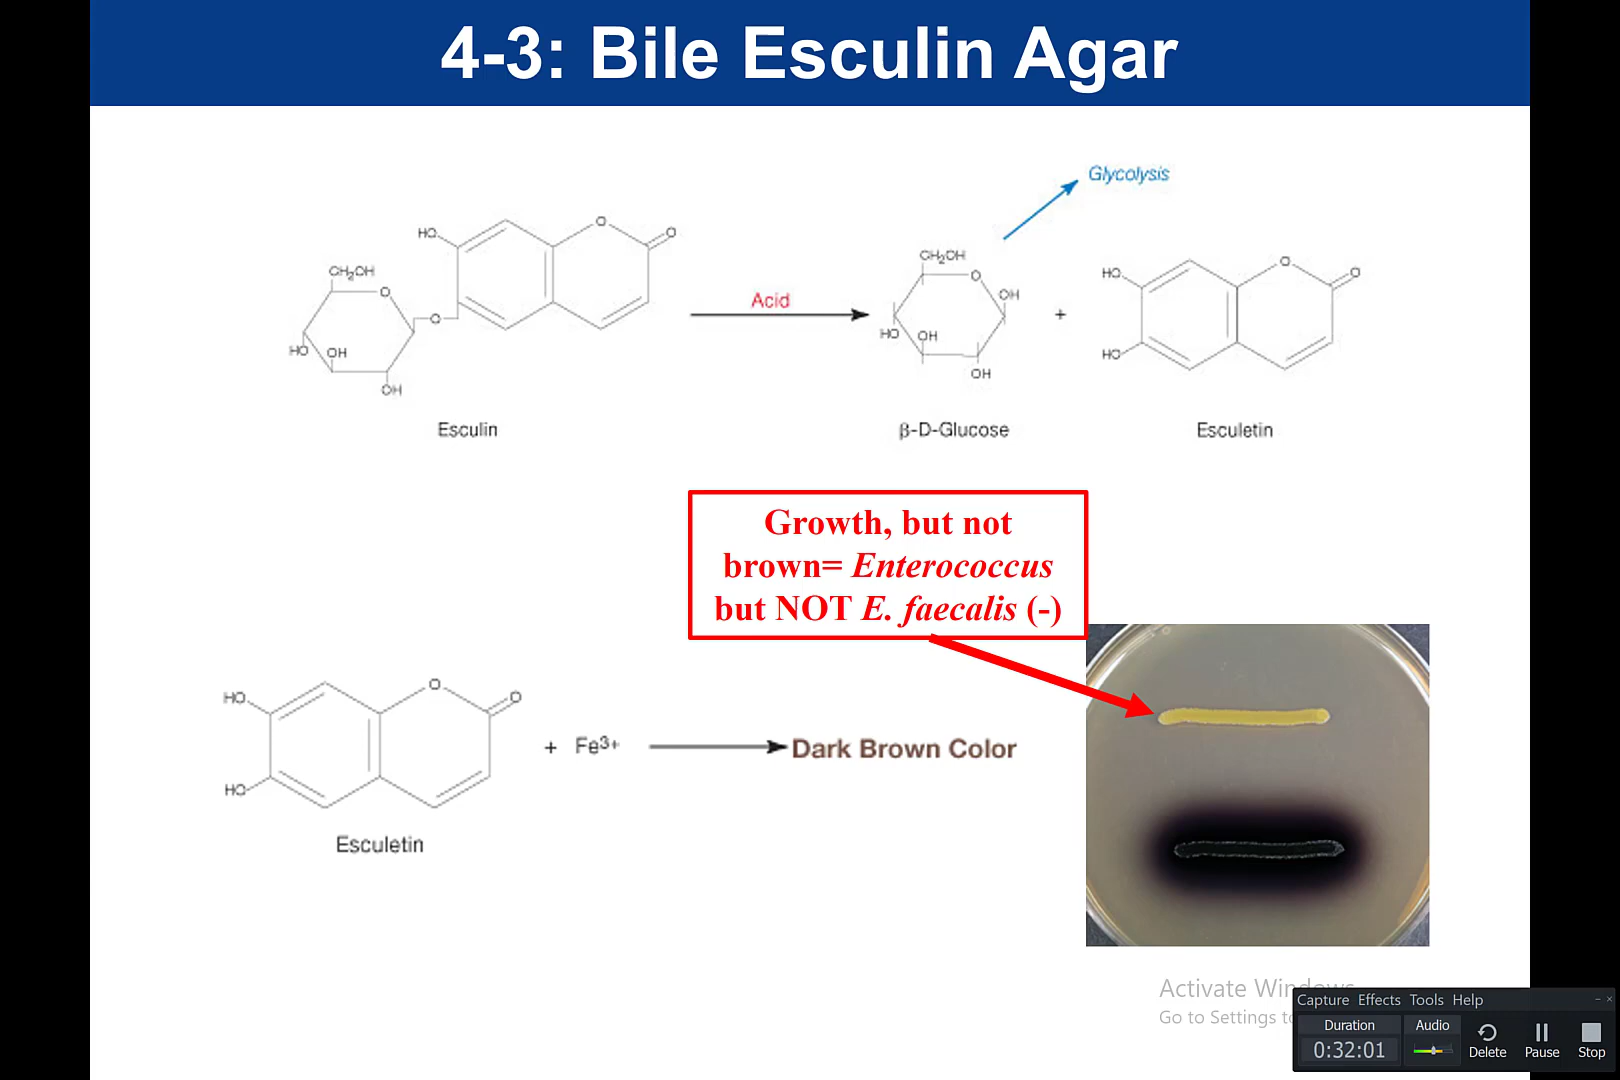 4-3: Bile Esculin Agar
Glycolysis
HO
O
O
CH₂OH
O
O
HO
OH
OH
Esculin
Acid
CH₂OH
O
OH
HO
OH
OH
β-D-Glucose
+
HO
O
O
HO
Esculetin
Growth, but not
brown= Enterococcus
but NOT E. faecalis (-)
HO
O
O
HO
Esculetin
+ Fe³⁺
Dark Brown Color
Activate Windows
Go to Settings to
Capture Effects Tools Help
Duration
0:32:01
Audio
Delete
Pause
Stop